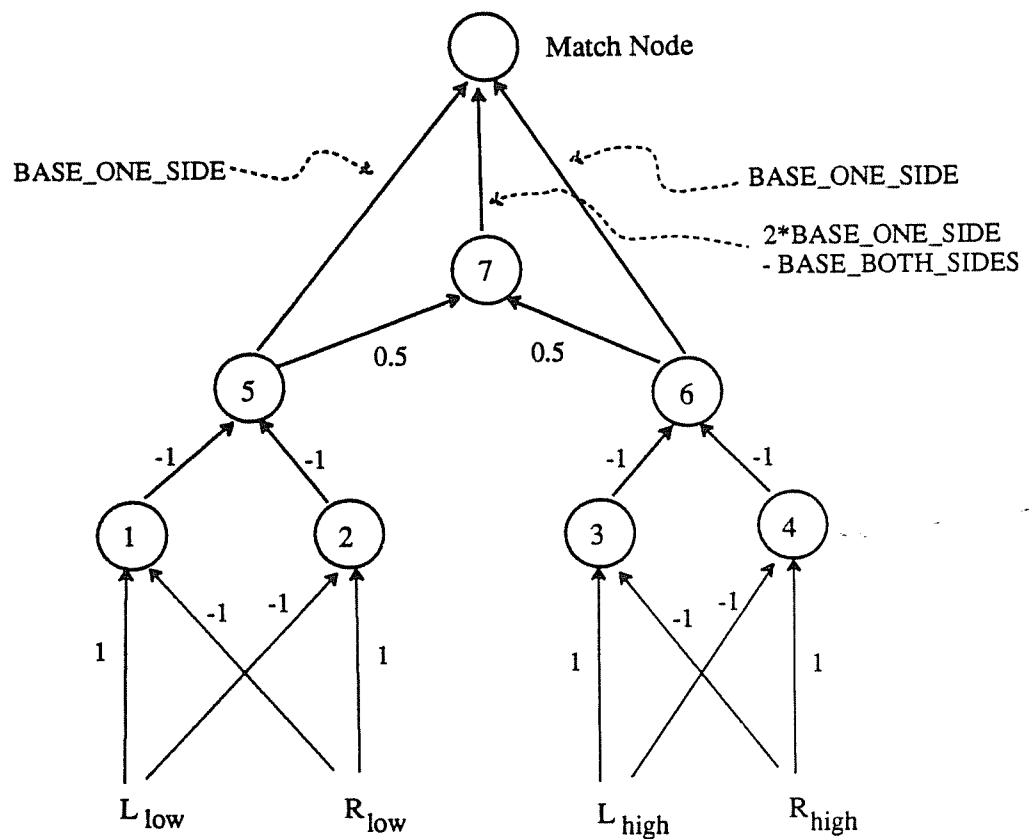 Match Node
BASE_ONE_SIDE
BASE_ONE_SIDE
2*BASE_ONE_SIDE
- BASE_BOTH_SIDES
7
0.5
0.5
5
6
-1
-1
-1
-1
1
2
3
4
-1
-1
-1
-1
1
1
1
1
L low
R low
L high
R high